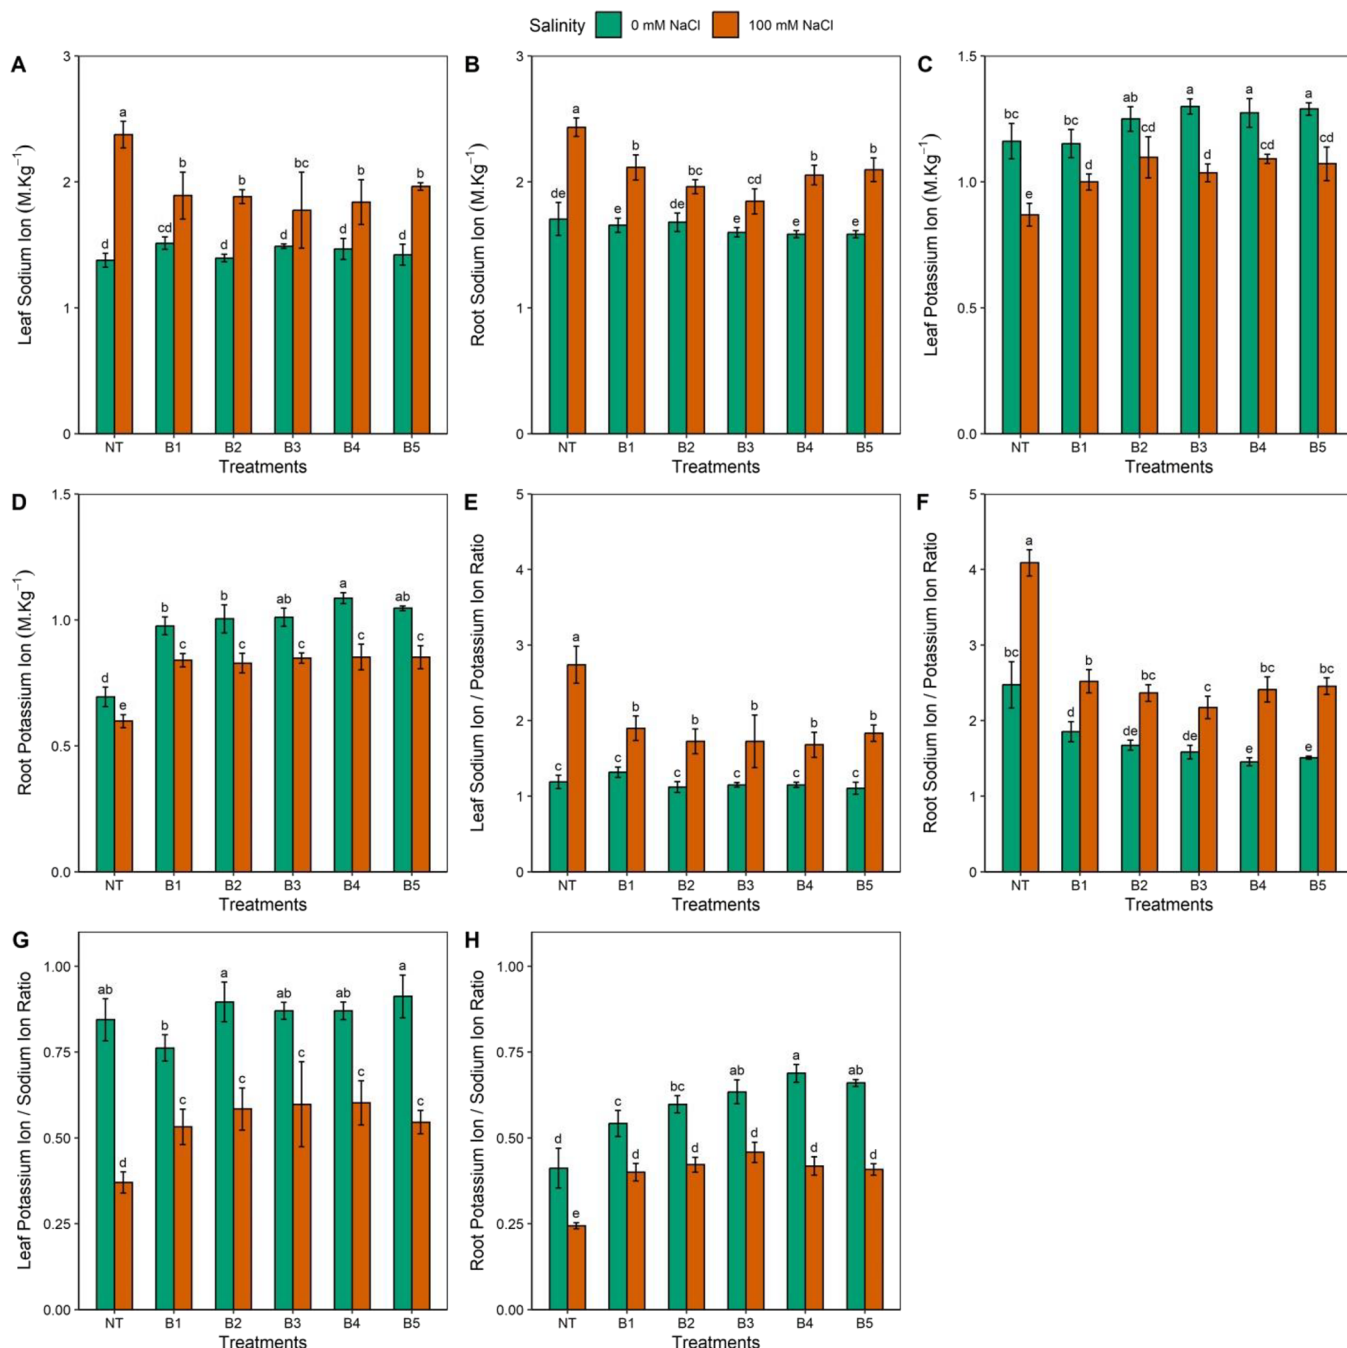 Salinity 0 mM NaCl 100 mM NaCl
A
Leaf Sodium Ion (M.Kg⁻¹)
3
2
1
0
d a cd b d b d bc d b d b
NT B1 B2 B3 B4 B5
Treatments
B
Root Sodium Ion (M.Kg⁻¹)
3
2
1
0
de a e b de bc e cd e b e b
NT B1 B2 B3 B4 B5
Treatments
C
Leaf Potassium Ion (M.Kg⁻¹)
1.5
1.0
0.5
0.0
bc e bc d ab cd a d a cd a cd
NT B1 B2 B3 B4 B5
Treatments
D
Root Potassium Ion (M.Kg⁻¹)
1.5
1.0
0.5
0.0
d e b c b c ab c a c ab c
NT B1 B2 B3 B4 B5
Treatments
E
Leaf Sodium Ion / Potassium Ion Ratio
5
4
3
2
1
0
c a c b c b c b c b c b
NT B1 B2 B3 B4 B5
Treatments
F
Root Sodium Ion / Potassium Ion Ratio
5
4
3
2
1
0
bc a d b de bc de c e bc e bc
NT B1 B2 B3 B4 B5
Treatments
G
Leaf Potassium Ion / Sodium Ion Ratio
1.00
0.75
0.50
0.25
0.00
ab d b c a c ab c ab c a c
NT B1 B2 B3 B4 B5
Treatments
H
Root Potassium Ion / Sodium Ion Ratio
1.00
0.75
0.50
0.25
0.00
d e c d bc d ab d a d ab d
NT B1 B2 B3 B4 B5
Treatments